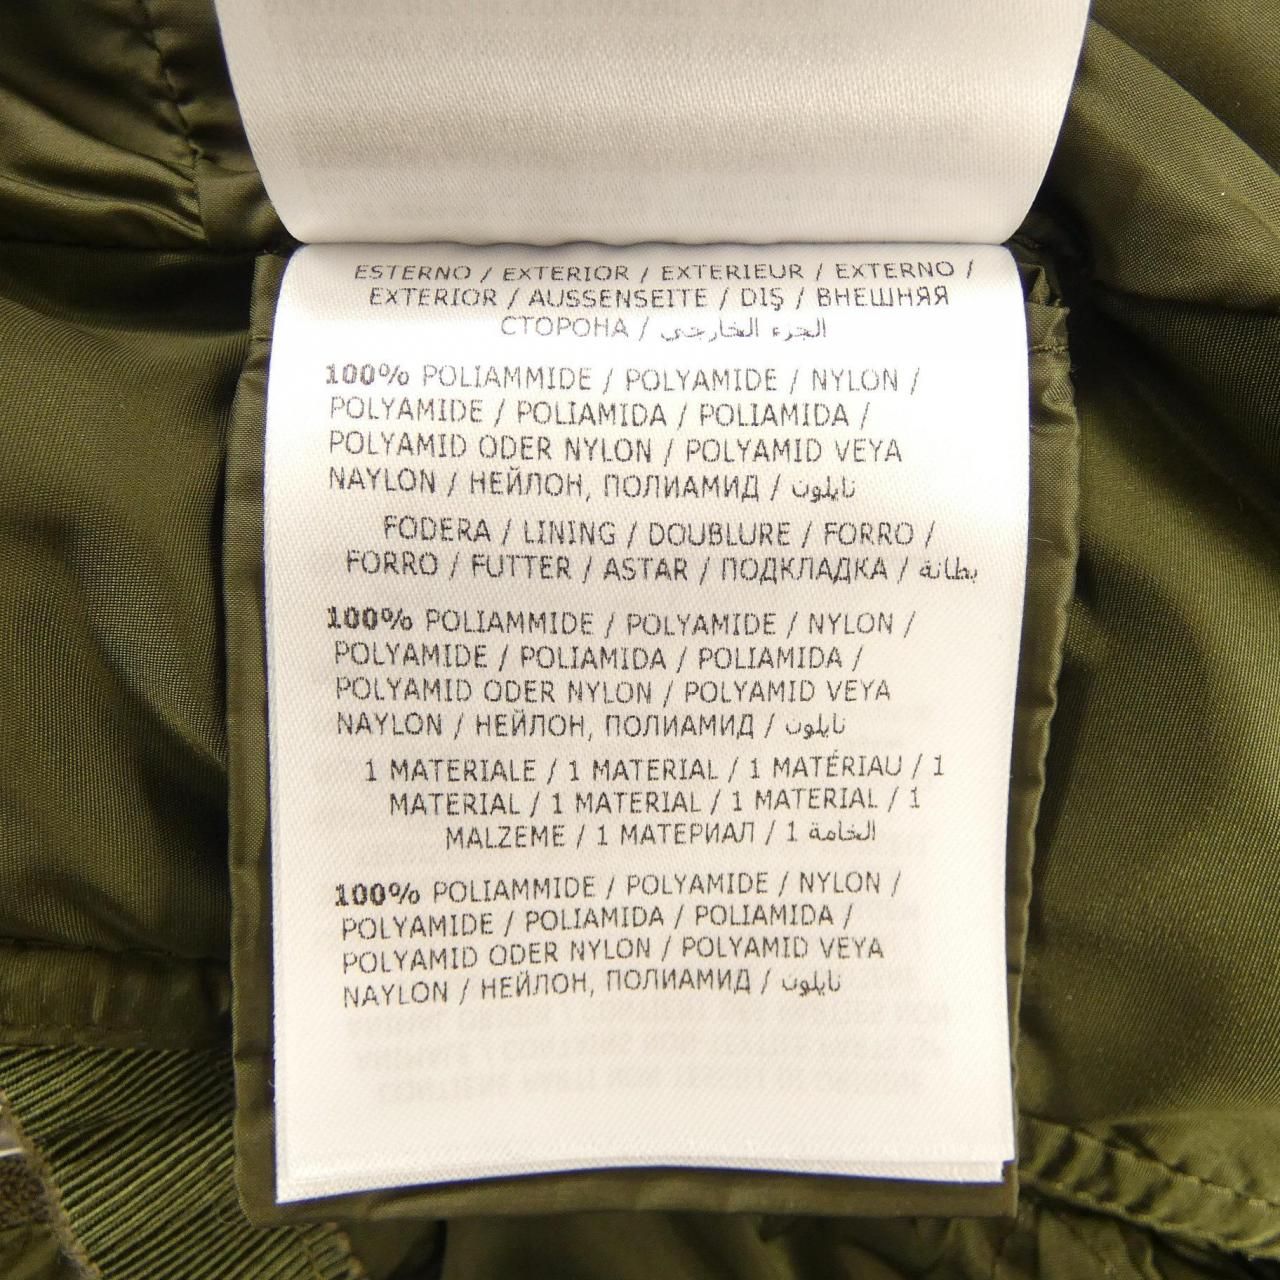 ESTERNO / EXTERIOR / EXTERIEUR / EXTERNO /
EXTERIOR / AUSSENSEITE / DIŞ / ВНЕШНЯЯ
СТОРОНА / الجزء الخارجي
100% POLIAMMIDE / POLYAMIDE / NYLON /
POLYAMIDE / POLIAMIDA / POLIAMIDA /
POLYAMID ODER NYLON / POLYAMID VEYA
NAYLON / НЕЙЛОН, ПОЛИАМИД / نايلون
FODERA / LINING / DOUBLURE / FORRO /
FORRO / FUTTER / ASTAR / ПОДКЛАДКА / بطانة
100% POLIAMMIDE / POLYAMIDE / NYLON /
POLYAMIDE / POLIAMIDA / POLIAMIDA /
POLYAMID ODER NYLON / POLYAMID VEYA
NAYLON / НЕЙЛОН, ПОЛИАМИД / نايلون
1 MATERIALE / 1 MATERIAL / 1 MATÉRIAU / 1
MATERIAL / 1 MATERIAL / 1 MATERIAL / 1
MALZEME / 1 МАТЕРИАЛ / 1 الخامة
100% POLIAMMIDE / POLYAMIDE / NYLON /
POLYAMIDE / POLIAMIDA / POLIAMIDA /
POLYAMID ODER NYLON / POLYAMID VEYA
NAYLON / НЕЙЛОН, ПОЛИАМИД / نايلون